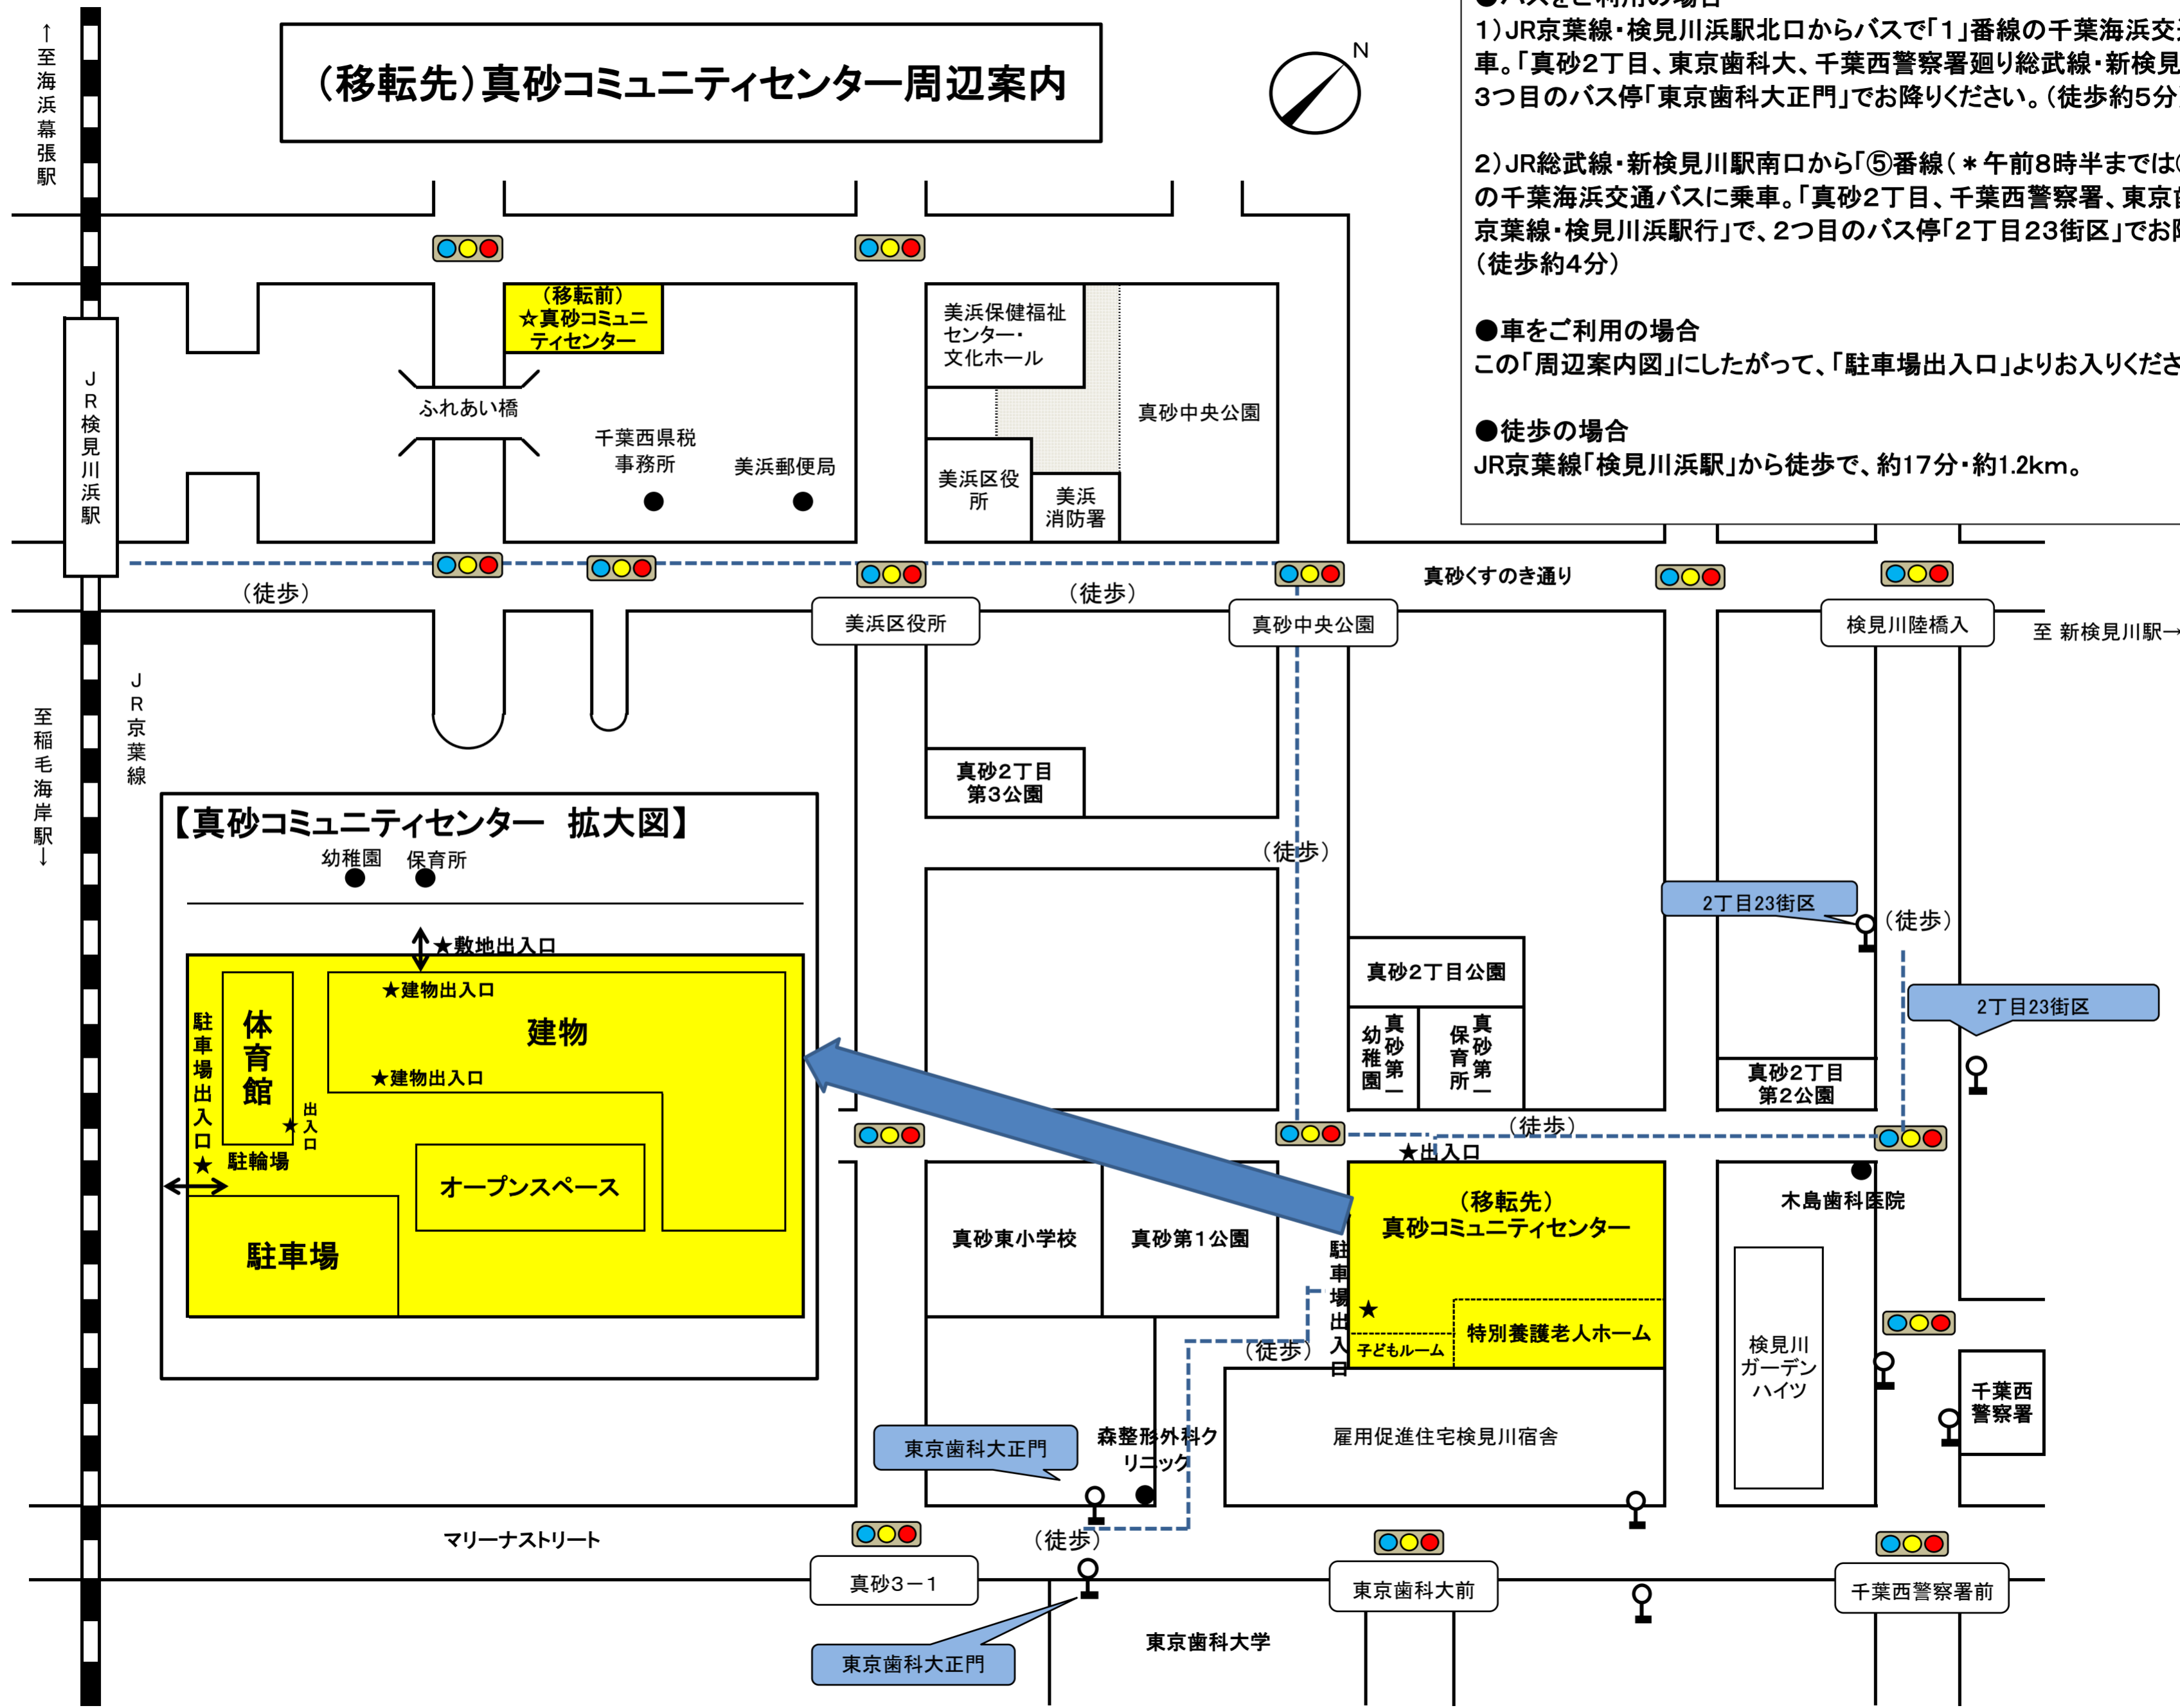 （移転先）真砂コミュニティセンター周辺案内
N
1）JR京葉線・検見川浜駅北口からバスで「1」番線の千葉海浜交
車。「真砂2丁目、東京歯科大、千葉西警察署廻り総武線・新検見
3つ目のバス停「東京歯科大正門」でお降りください。（徒歩約5分
2）JR総武線・新検見川駅南口から「⑤番線（＊午前8時半までは
の千葉海浜交通バスに乗車。「真砂2丁目、千葉西警察署、東京
京葉線・検見川浜駅行」で、2つ目のバス停「2丁目23街区」でお
（徒歩約4分）
●車をご利用の場合
この「周辺案内図」にしたがって、「駐車場出入口」よりお入りくださ
●徒歩の場合
JR京葉線「検見川浜駅」から徒歩で、約17分・約1.2km。
↑至海浜幕張駅
（移転前）
☆真砂コミュニ
ティセンター
美浜保健福祉
センター・
文化ホール
真砂中央公園
ふれあい橋
千葉西県税
事務所
美浜郵便局
美浜区役
所
美浜
消防署
JR検見川浜駅
（徒歩）
（徒歩）
真砂くすのき通り
美浜区役所
真砂中央公園
検見川陸橋入
至 新検見川駅→
JR京葉線
至稲毛海岸駅↓
真砂2丁目
第3公園
（徒歩）
【真砂コミュニティセンター 拡大図】
幼稚園
保育所
★敷地出入口
★建物出入口
建物
★建物出入口
体育館
駐車場出入口★
★出入口
駐輪場
オープンスペース
駐車場
2丁目23街区
（徒歩）
2丁目23街区
真砂2丁目公園
真砂第一
幼稚園
真砂第一
保育所
真砂2丁目
第2公園
（徒歩）
★出入口
（移転先）
真砂コミュニティセンター
駐車場出入口
★
子どもルーム
特別養護老人ホーム
木島歯科医院
真砂東小学校
真砂第1公園
（徒歩）
検見川
ガーデン
ハイツ
千葉西
警察署
雇用促進住宅検見川宿舎
森整形外科ク
リニック
東京歯科大正門
（徒歩）
マリーナストリート
真砂3－1
東京歯科大前
千葉西警察署前
東京歯科大学
東京歯科大正門